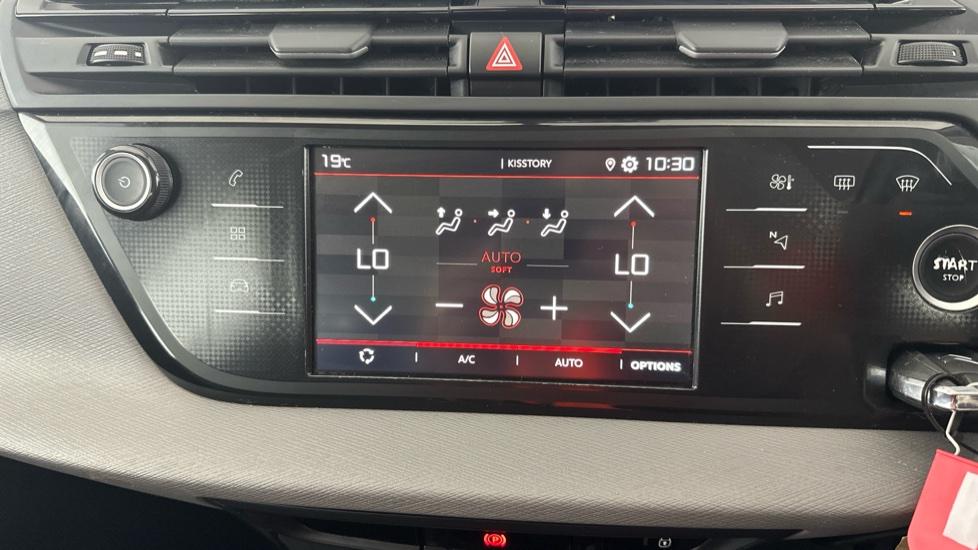 19°C | KISSTORY 10:30
LO AUTO LO
SOFT
N
START
STOP
A/C | AUTO | OPTIONS
(P)